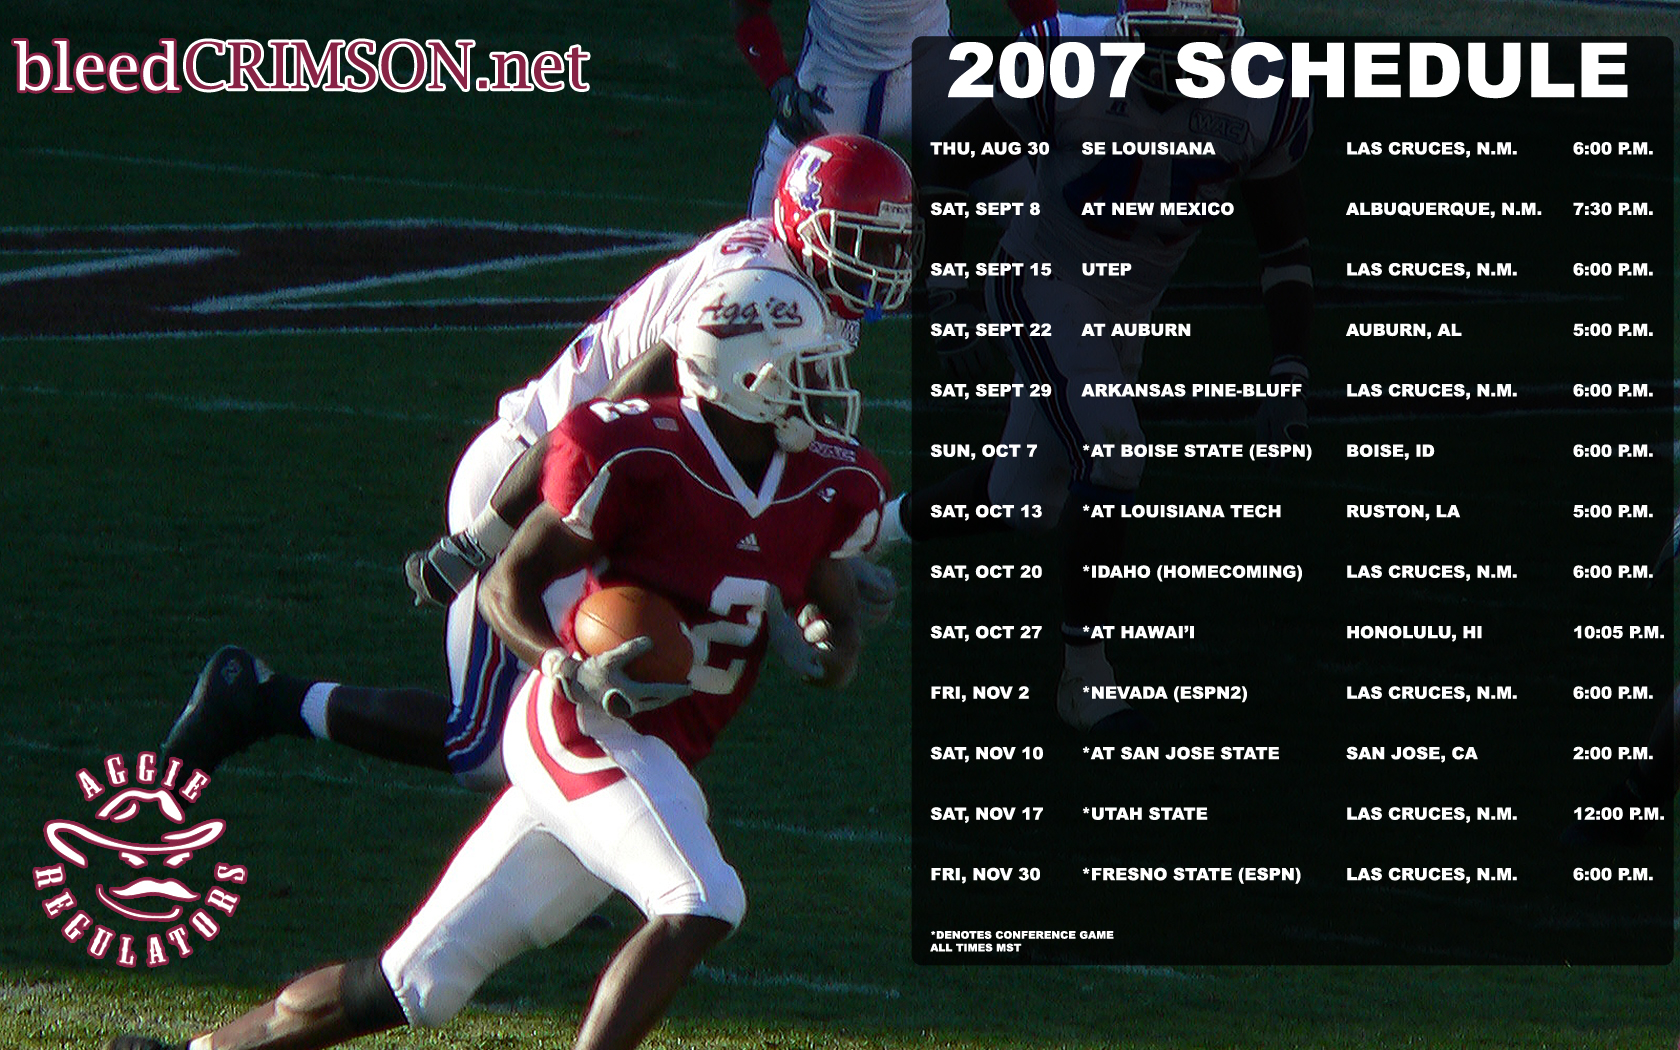 bleedCRIMSON.net
2007 SCHEDULE
THU, AUG 30 SE LOUISIANA LAS CRUCES, N.M. 6:00 P.M.
SAT, SEPT 8 AT NEW MEXICO ALBUQUERQUE, N.M. 7:30 P.M.
SAT, SEPT 15 UTEP LAS CRUCES, N.M. 6:00 P.M.
SAT, SEPT 22 AT AUBURN AUBURN, AL 5:00 P.M.
SAT, SEPT 29 ARKANSAS PINE-BLUFF LAS CRUCES, N.M. 6:00 P.M.
SUN, OCT 7 *AT BOISE STATE (ESPN) BOISE, ID 6:00 P.M.
SAT, OCT 13 *AT LOUISIANA TECH RUSTON, LA 5:00 P.M.
SAT, OCT 20 *IDAHO (HOMECOMING) LAS CRUCES, N.M. 6:00 P.M.
SAT, OCT 27 *AT HAWAI’I HONOLULU, HI 10:05 P.M.
FRI, NOV 2 *NEVADA (ESPN2) LAS CRUCES, N.M. 6:00 P.M.
SAT, NOV 10 *AT SAN JOSE STATE SAN JOSE, CA 2:00 P.M.
SAT, NOV 17 *UTAH STATE LAS CRUCES, N.M. 12:00 P.M.
FRI, NOV 30 *FRESNO STATE (ESPN) LAS CRUCES, N.M. 6:00 P.M.
*DENOTES CONFERENCE GAME
ALL TIMES MST
WAC
T
Aggies
2
WAC
2
AGGIE
REGULATORS